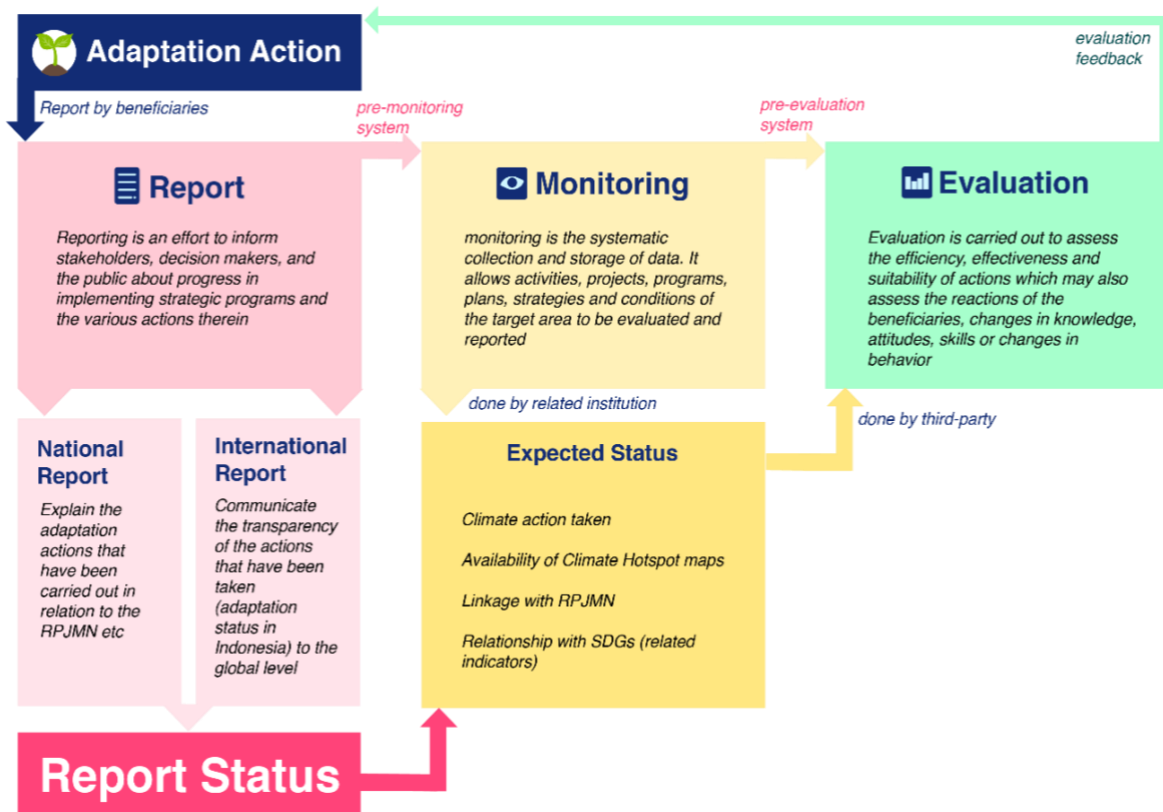 Adaptation Action
evaluation
feedback
Report by beneficiaries
pre-monitoring
system
pre-evaluation
system
Report
Reporting is an effort to inform
stakeholders, decision makers, and
the public about progress in
implementing strategic programs and
the various actions therein
Monitoring
monitoring is the systematic
collection and storage of data. It
allows activities, projects, programs,
plans, strategies and conditions of
the target area to be evaluated and
reported
Evaluation
Evaluation is carried out to assess
the efficiency, effectiveness and
suitability of actions which may also
assess the reactions of the
beneficiaries, changes in knowledge,
attitudes, skills or changes in
behavior
done by related institution
done by third-party
National
Report
Explain the
adaptation
actions that
have been
carried out in
relation to the
RPJMN etc
International
Report
Communicate
the transparency
of the actions
that have been
taken
(adaptation
status in
Indonesia) to the
global level
Expected Status
Climate action taken
Availability of Climate Hotspot maps
Linkage with RPJMN
Relationship with SDGs (related
indicators)
Report Status